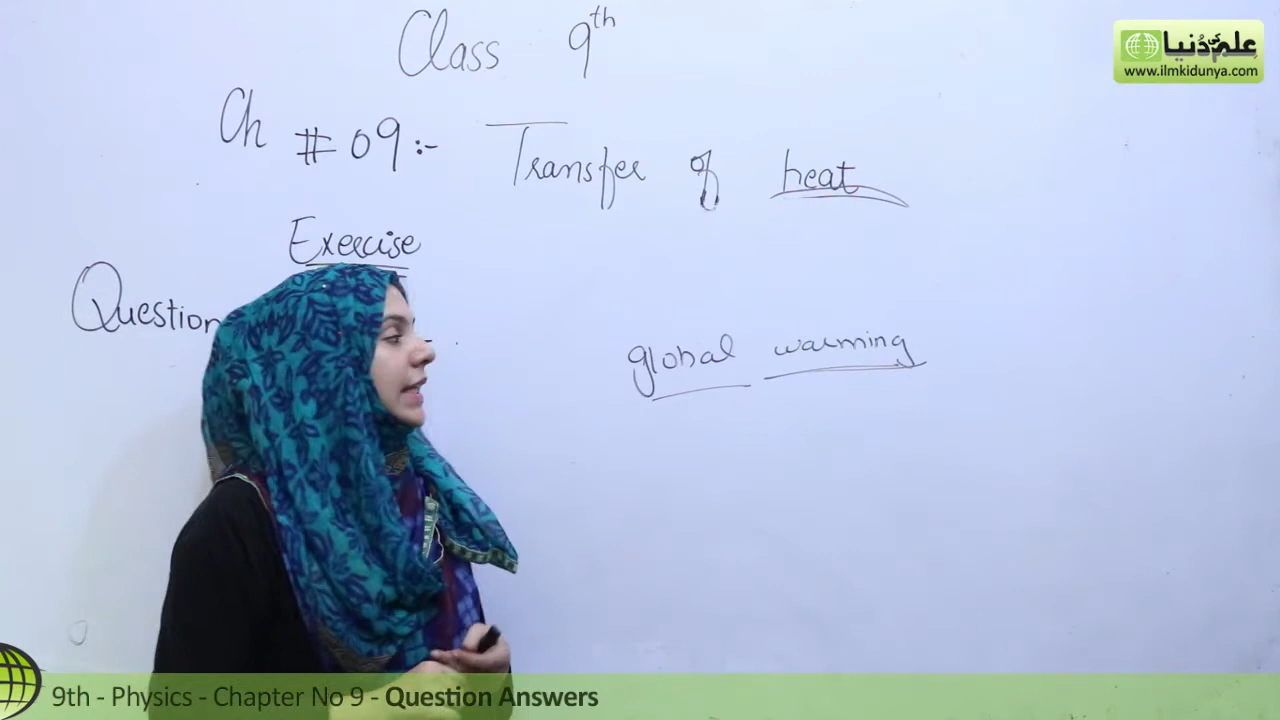 Class 9th
علم کی دُنیا
www.ilmkidunya.com
Ch #09:- Transfer of heat
Exercise
Question
global warming
9th - Physics - Chapter No 9 - Question Answers